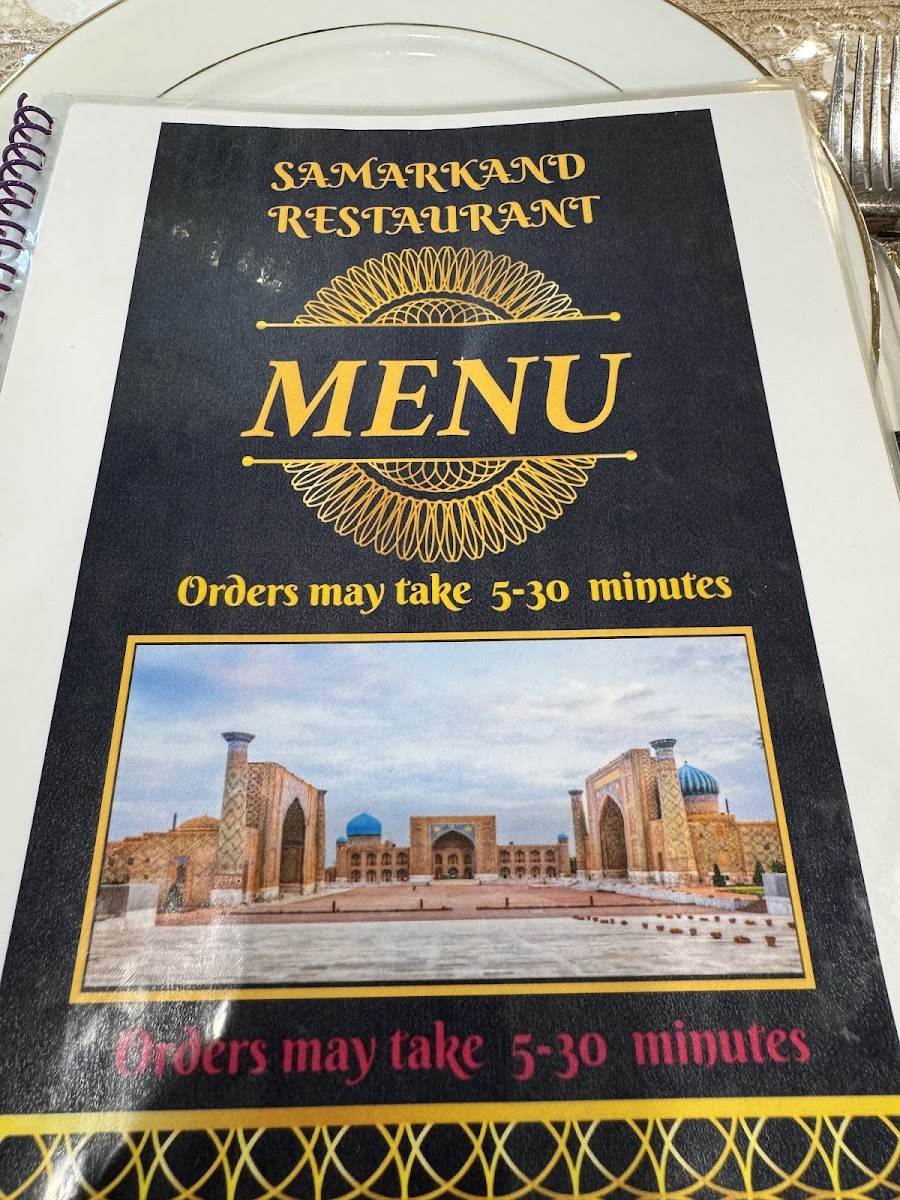 SAMARKAND
RESTAURANT
MENU
Orders may take 5-30 minutes
Orders may take 5-30 minutes